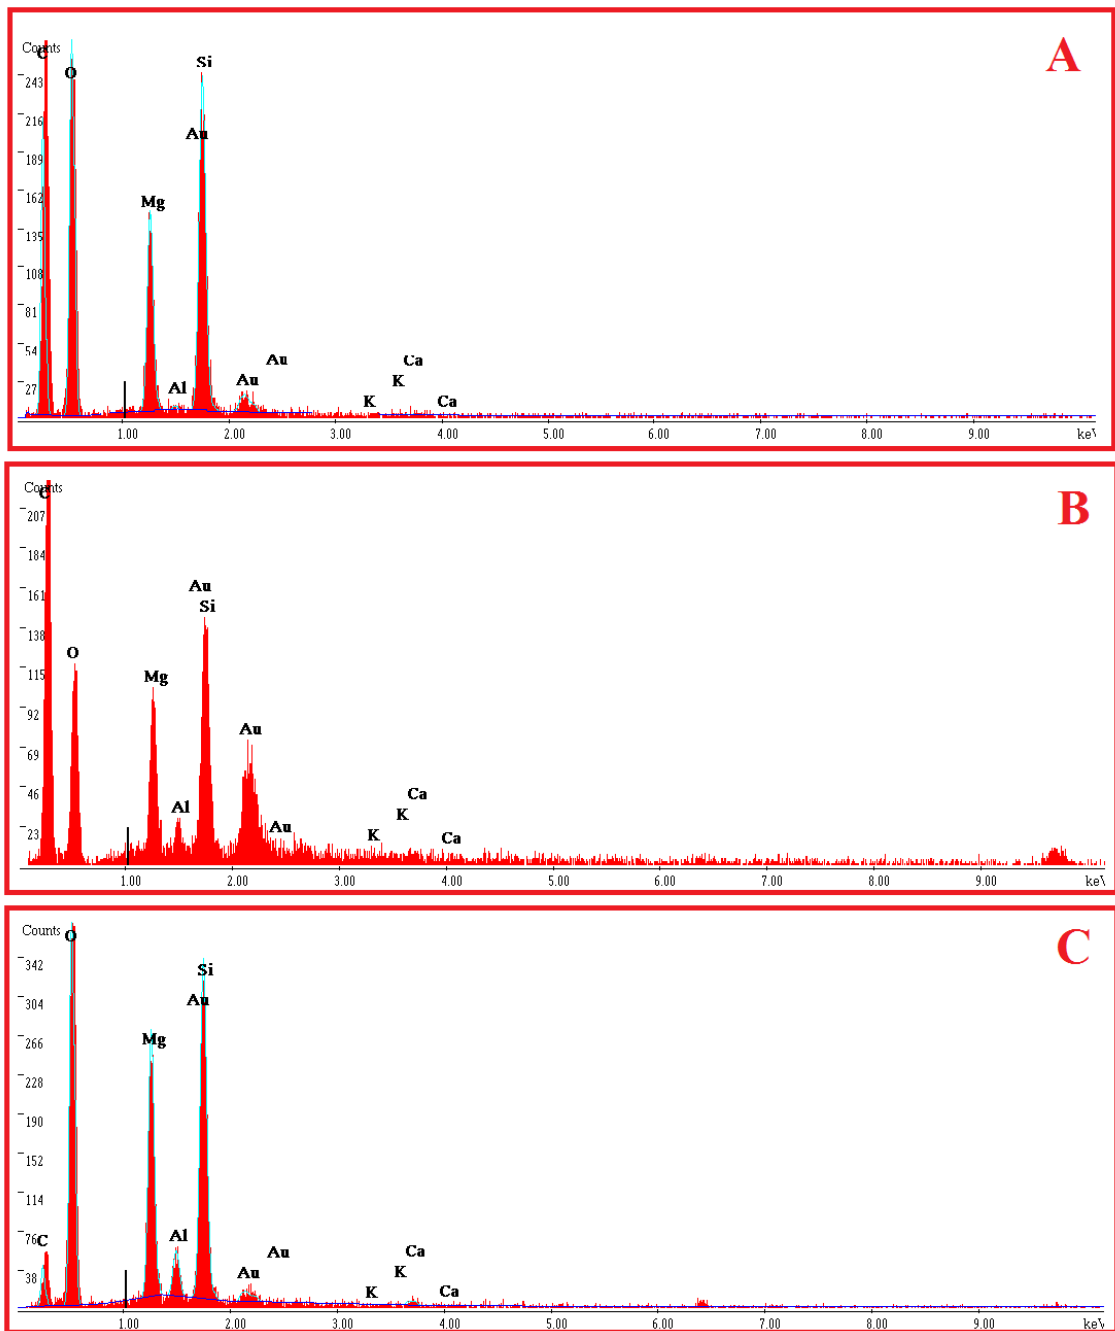 A
Counts
C
O
Si
243
216
Au
189
Mg
162
135
108
81
54
Au
Ca
27
Al
Au
K
K
Ca
1.00 2.00 3.00 4.00 5.00 6.00 7.00 8.00 9.00 keV
B
Counts
C
207
184
Au
161
Si
138
O
115
Mg
92
Au
69
46
Ca
Al
K
23
Au
K
Ca
1.00 2.00 3.00 4.00 5.00 6.00 7.00 8.00 9.00 keV
C
Counts
O
342
Si
304
Au
266
Mg
228
190
152
114
76
Al
C
Au
Ca
38
Au
K
K
Ca
1.00 2.00 3.00 4.00 5.00 6.00 7.00 8.00 9.00 keV